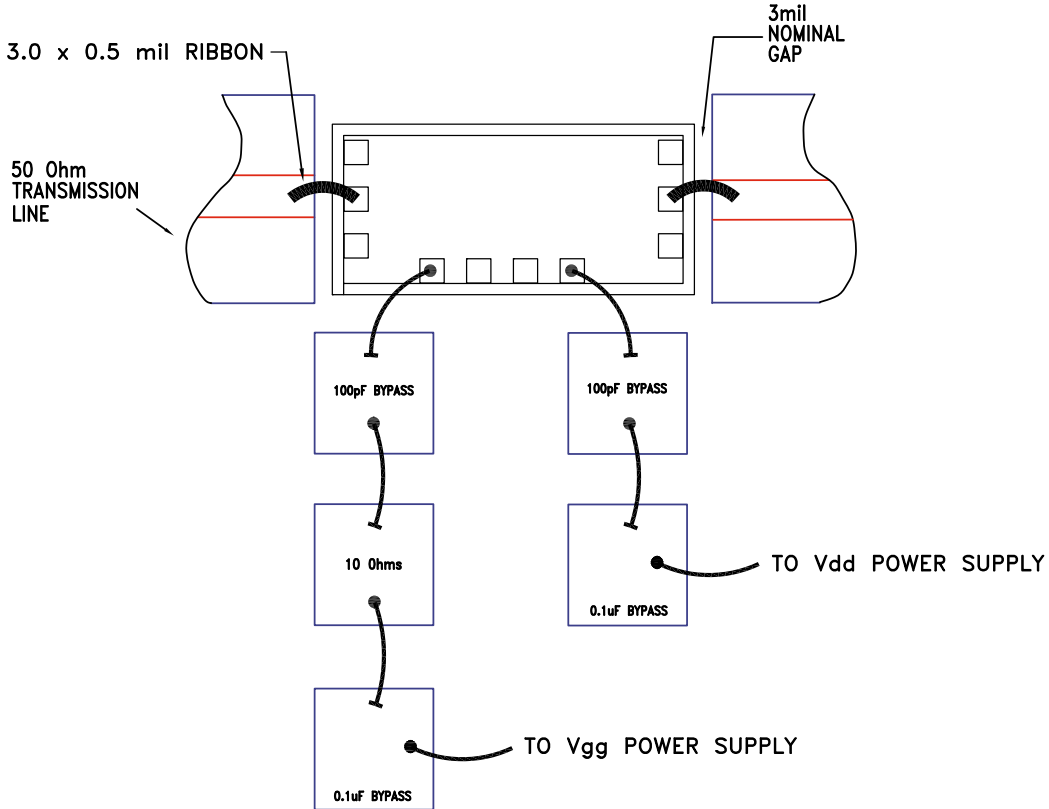 3mil
NOMINAL
GAP
3.0 x 0.5 mil RIBBON
50 Ohm
TRANSMISSION
LINE
100pF BYPASS
100pF BYPASS
10 Ohms
TO Vdd POWER SUPPLY
0.1uF BYPASS
TO Vgg POWER SUPPLY
0.1uF BYPASS